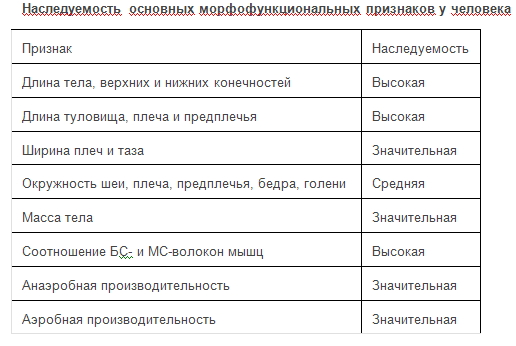 Наследуемость основных морфофункциональных признаков у человека
Признак Наследуемость
Длина тела, верхних и нижних конечностей Высокая
Длина туловища, плеча и предплечья Высокая
Ширина плеч и таза Значительная
Окружность шеи, плеча, предплечья, бедра, голени Средняя
Масса тела Значительная
Соотношение БС- и МС-волокон мышц Высокая
Анаэробная производительность Значительная
Аэробная производительность Значительная